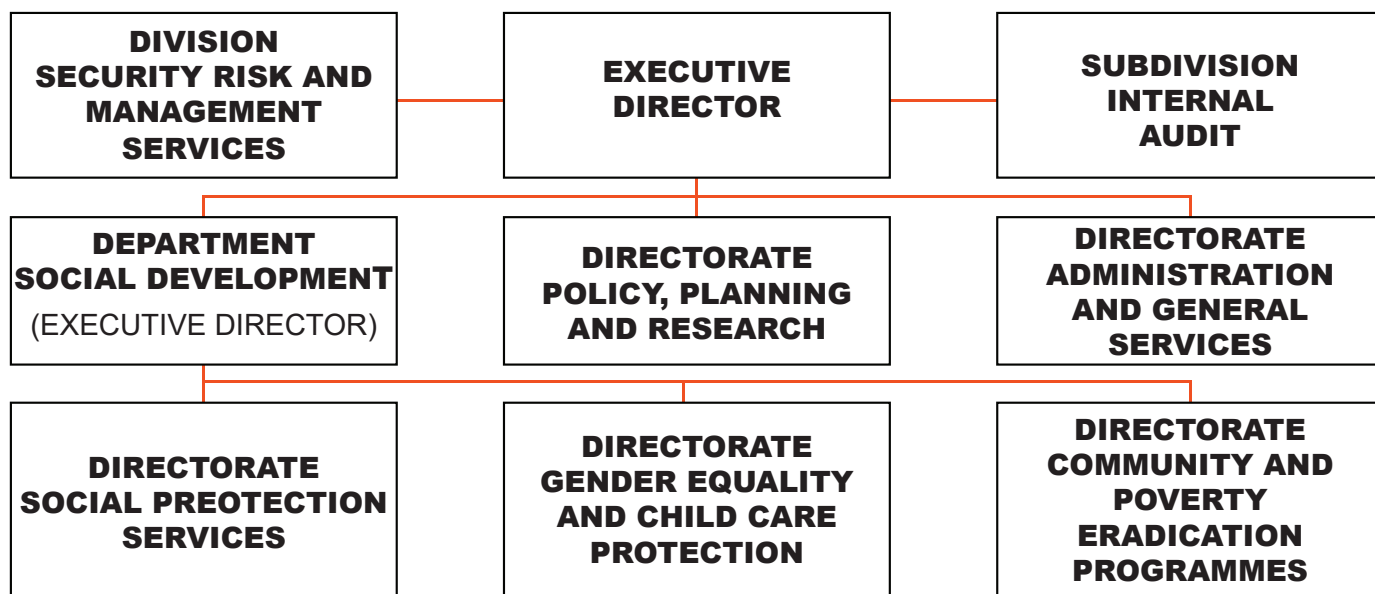 DIVISION
SECURITY RISK AND
MANAGEMENT
SERVICES
EXECUTIVE
DIRECTOR
SUBDIVISION
INTERNAL
AUDIT
DEPARTMENT
SOCIAL DEVELOPMENT
(EXECUTIVE DIRECTOR)
DIRECTORATE
POLICY, PLANNING
AND RESEARCH
DIRECTORATE
ADMINISTRATION
AND GENERAL
SERVICES
DIRECTORATE
SOCIAL PREOTECTION
SERVICES
DIRECTORATE
GENDER EQUALITY
AND CHILD CARE
PROTECTION
DIRECTORATE
COMMUNITY AND
POVERTY
ERADICATION
PROGRAMMES